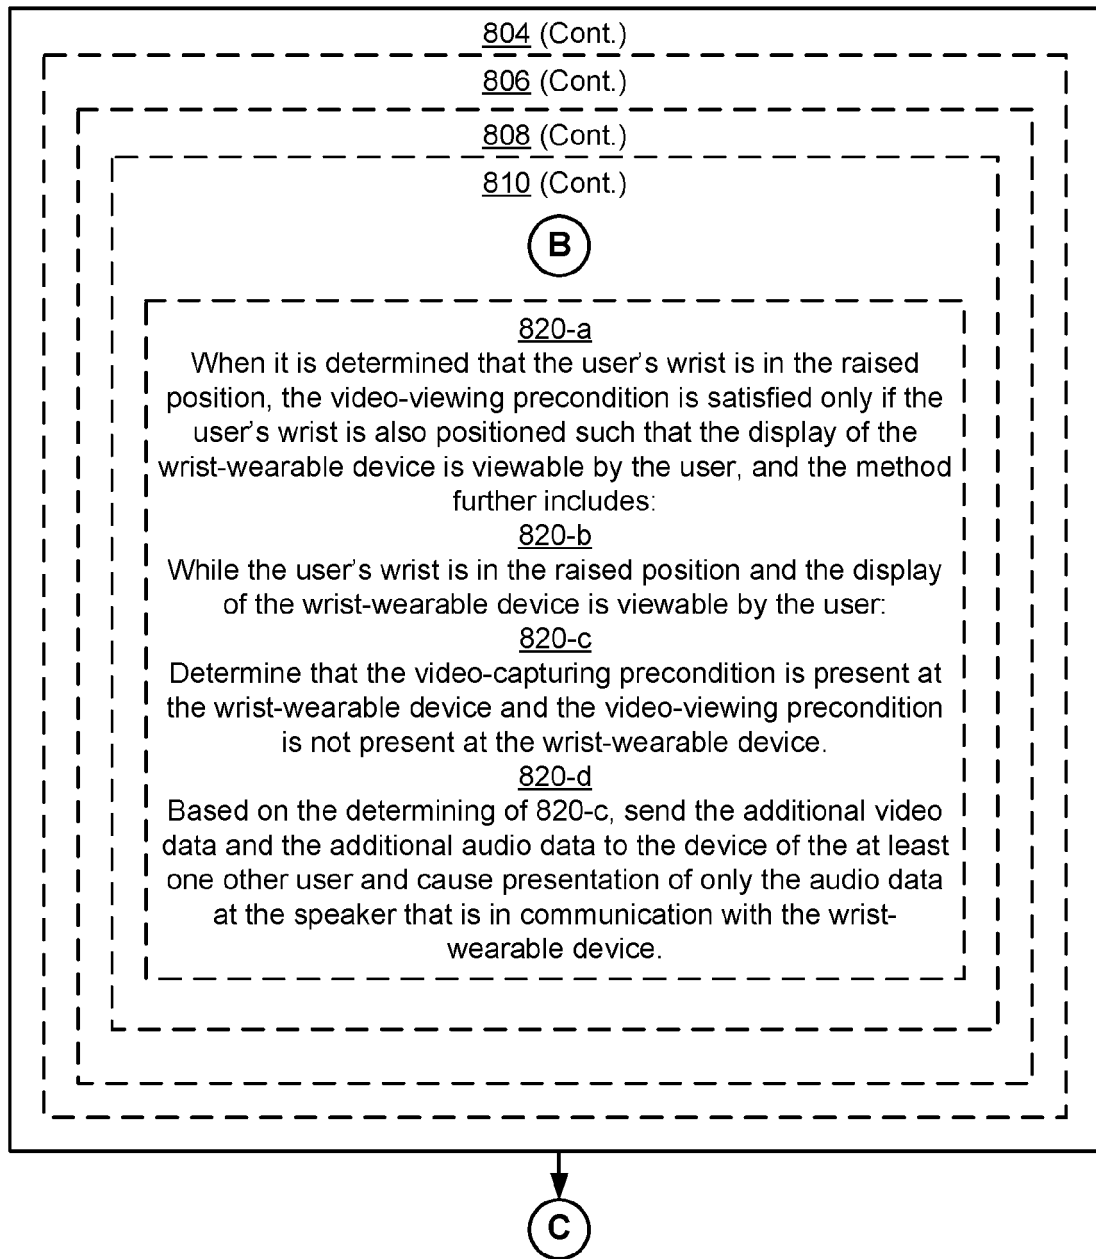 804 (Cont.)
806 (Cont.)
808 (Cont.)
810 (Cont.)
B
820-a
When it is determined that the user's wrist is in the raised
position, the video-viewing precondition is satisfied only if the
user's wrist is also positioned such that the display of the
wrist-wearable device is viewable by the user, and the method
further includes:
820-b
While the user's wrist is in the raised position and the display
of the wrist-wearable device is viewable by the user:
820-c
Determine that the video-capturing precondition is present at
the wrist-wearable device and the video-viewing precondition
is not present at the wrist-wearable device.
820-d
Based on the determining of 820-c, send the additional video
data and the additional audio data to the device of the at least
one other user and cause presentation of only the audio data
at the speaker that is in communication with the wrist-
wearable device.
C